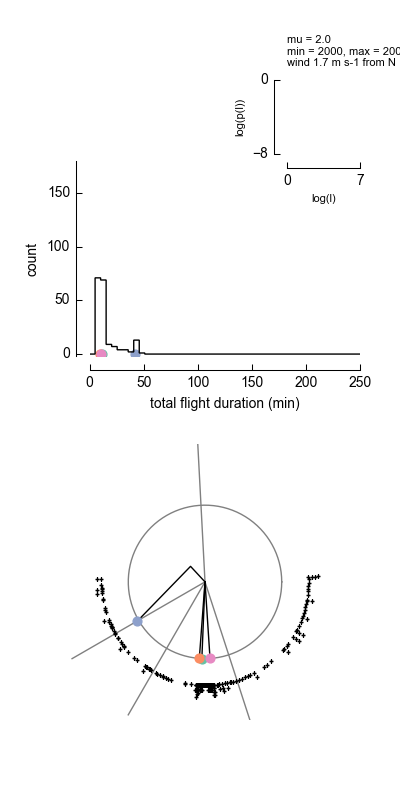 mu = 2.0
min = 2000, max = 200
wind 1.7 m s-1 from N
0
log(p(l))
−8
0
7
log(l)
150
100
50
0
count
0
50
100
150
200
250
total flight duration (min)